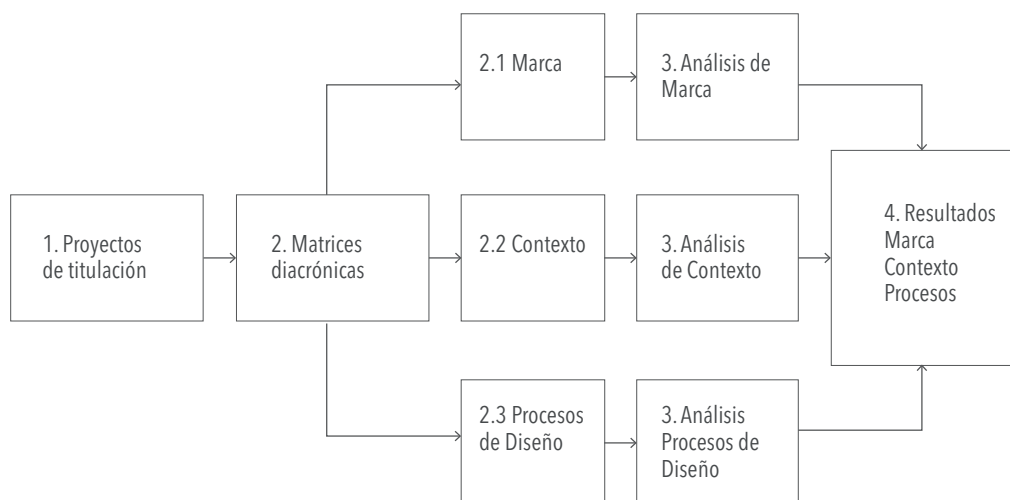 1. Proyectos
de titulación
2. Matrices
diacrónicas
2.1 Marca
3. Análisis de
Marca
2.2 Contexto
3. Análisis
de Contexto
2.3 Procesos
de Diseño
3. Análisis
Procesos de
Diseño
4. Resultados
Marca
Contexto
Procesos